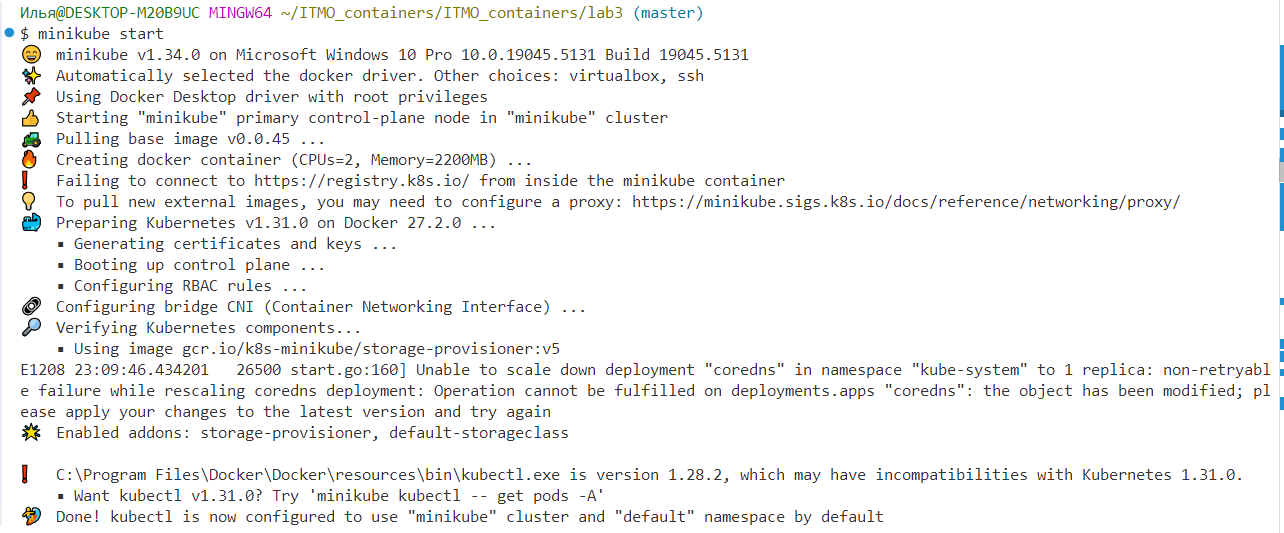 Илья@DESKTOP-M20B9UC MINGW64 ~/ITMO_containers/ITMO_containers/lab3 (master)
$ minikube start
minikube v1.34.0 on Microsoft Windows 10 Pro 10.0.19045.5131 Build 19045.5131
Automatically selected the docker driver. Other choices: virtualbox, ssh
Using Docker Desktop driver with root privileges
Starting "minikube" primary control-plane node in "minikube" cluster
Pulling base image v0.0.45 ...
Creating docker container (CPUs=2, Memory=2200MB) ...
Failing to connect to https://registry.k8s.io/ from inside the minikube container
To pull new external images, you may need to configure a proxy: https://minikube.sigs.k8s.io/docs/reference/networking/proxy/
Preparing Kubernetes v1.31.0 on Docker 27.2.0 ...
▪ Generating certificates and keys ...
▪ Booting up control plane ...
▪ Configuring RBAC rules ...
Configuring bridge CNI (Container Networking Interface) ...
Verifying Kubernetes components...
▪ Using image gcr.io/k8s-minikube/storage-provisioner:v5
E1208 23:09:46.434201   26500 start.go:160] Unable to scale down deployment "coredns" in namespace "kube-system" to 1 replica: non-retryabl
e failure while rescaling coredns deployment: Operation cannot be fulfilled on deployments.apps "coredns": the object has been modified; pl
ease apply your changes to the latest version and try again
Enabled addons: storage-provisioner, default-storageclass
C:\Program Files\Docker\Docker\resources\bin\kubectl.exe is version 1.28.2, which may have incompatibilities with Kubernetes 1.31.0.
▪ Want kubectl v1.31.0? Try 'minikube kubectl -- get pods -A'
Done! kubectl is now configured to use "minikube" cluster and "default" namespace by default